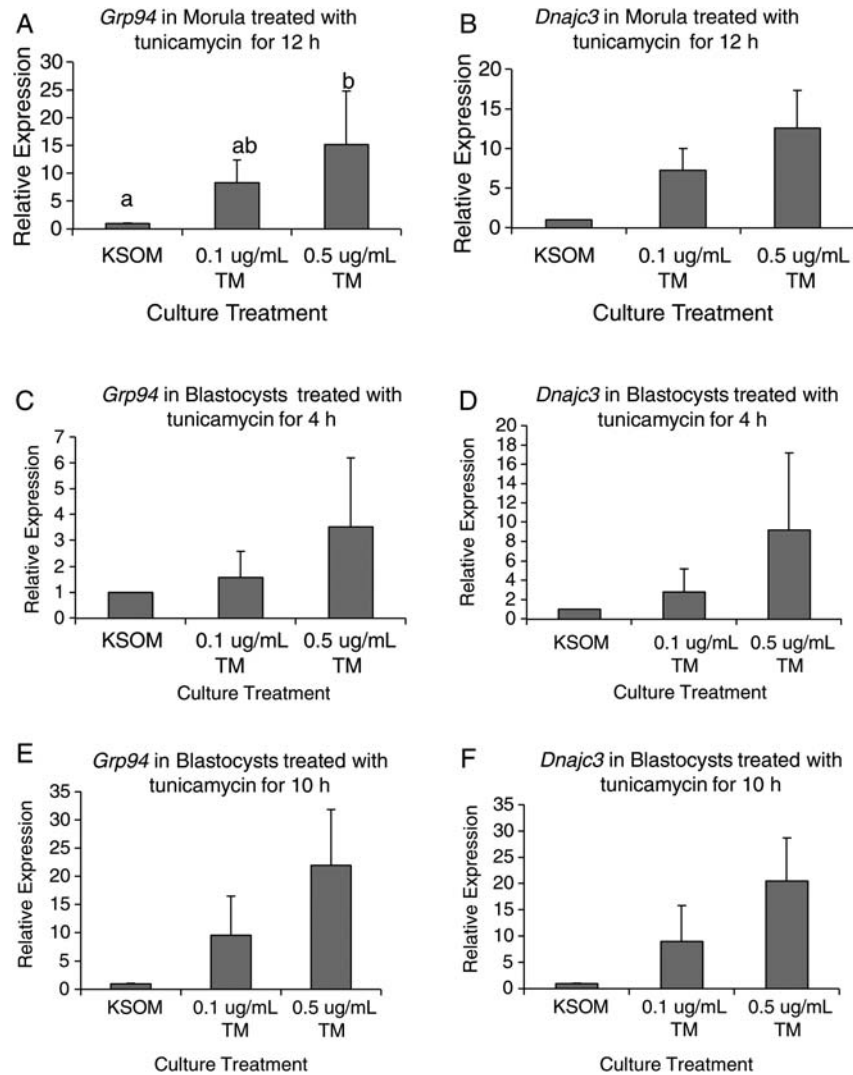 A
Grp94 in Morula treated with
tunicamycin for 12 h
Relative Expression
30
25
20
15
10
5
0
a
ab
b
KSOM
0.1 ug/mL
TM
0.5 ug/mL
TM
Culture Treatment
B
Dnajc3 in Morula treated with
tunicamycin for 12 h
Relative Expression
20
15
10
5
0
KSOM
0.1 ug/mL
TM
0.5 ug/mL
TM
Culture Treatment
C
Grp94 in Blastocysts treated with
tunicamycin for 4 h
Relative Expression
7
6
5
4
3
2
1
0
KSOM
0.1 ug/mL
TM
0.5 ug/mL
TM
Culture Treatment
D
Dnajc3 in Blastocysts treated with
tunicamycin for 4 h
Relative Expression
20
18
16
14
12
10
8
6
4
2
0
KSOM
0.1 ug/mL
TM
0.5 ug/mL
TM
Culture Treatment
E
Grp94 in Blastocysts treated with
tunicamycin for 10 h
Relative Expression
35
30
25
20
15
10
5
0
KSOM
0.1 ug/mL
TM
0.5 ug/mL
TM
Culture Treatment
F
Dnajc3 in Blastocysts treated with
tunicamycin for 10 h
Relative Expression
35
30
25
20
15
10
5
0
KSOM
0.1 ug/mL
TM
0.5 ug/mL
TM
Culture Treatment